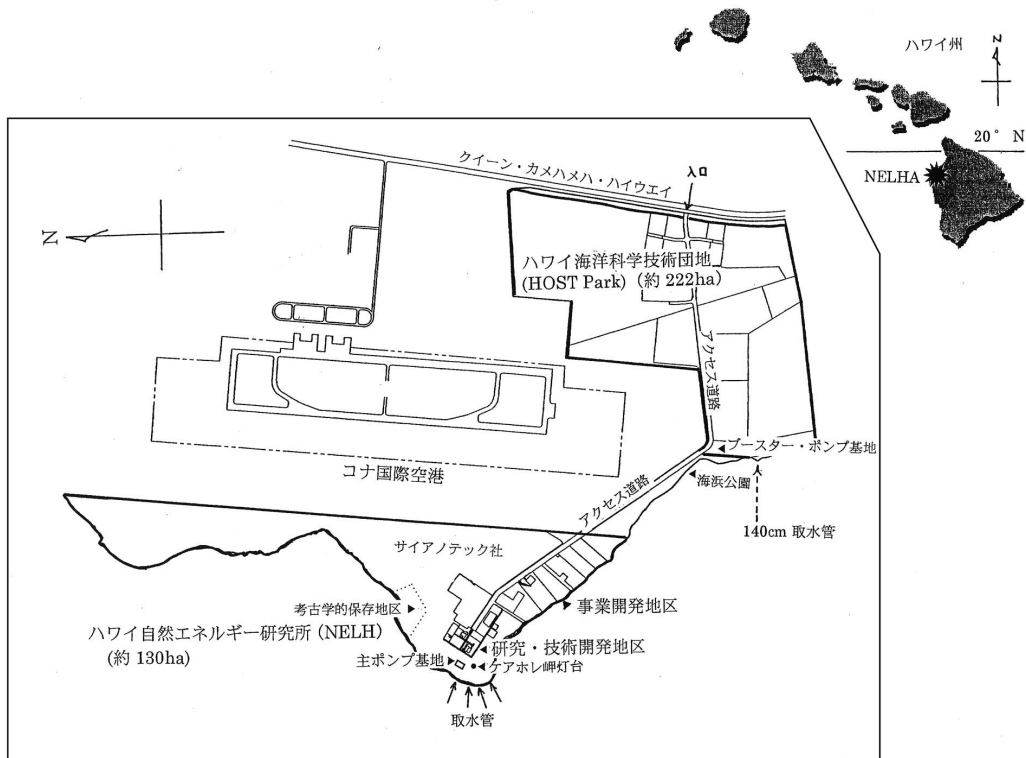 ハワイ州
N
20° N
NELHA
クイーン・カメハメハ・ハイウエイ
入口
N
ハワイ海洋科学技術団地
(HOST Park) (約 222ha)
アクセス道路
ブースター・ポンプ基地
コナ国際空港
海浜公園
アクセス道路
140cm 取水管
サイアノテック社
考古学的保存地区
事業開発地区
ハワイ自然エネルギー研究所 (NELH)
(約 130ha)
研究・技術開発地区
主ポンプ基地
ケアホレ岬灯台
取水管